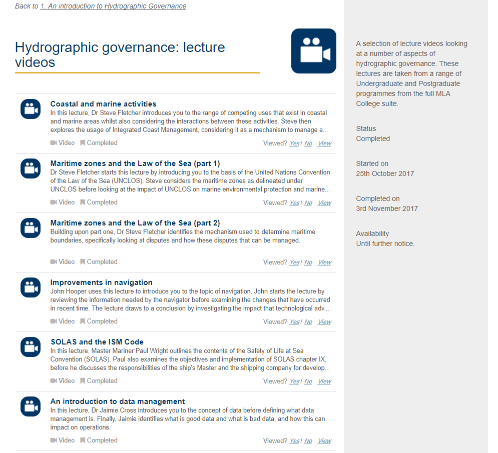 Back to 1. An introduction to Hydrographic Governance
Hydrographic governance: lecture
videos
Coastal and marine activities
In this lecture, Dr Steve Fletcher introduces you to the range of competing uses that exist in coastal
and marine areas whilst also considering the interactions between these activities. Steve then
explores the usage of Integrated Coast Management, considering it as a mechanism to manage a...
Video Completed Viewed? Yes! No View
Maritime zones and the Law of the Sea (part 1)
Dr Steve Fletcher starts this lecture by introducing you to the basis of the United Nations Convention
of the Law of the Sea (UNCLOS). Steve considers the maritime zones as delineated under
UNCLOS before looking at the impact of UNCLOS on marine environmental protection and marine...
Video Completed Viewed? Yes! No View
Maritime zones and the Law of the Sea (part 2)
Building upon part one, Dr Steve Fletcher identifies the mechanism used to determine maritime
boundaries, specifically looking at disputes and how these disputes that can be managed.
Video Completed Viewed? Yes! No View
Improvements in navigation
John Hooper uses this lecture to introduce you to the topic of navigation. John starts the lecture by
reviewing the information needed by the navigator before examining the changes that have occurred
in recent time. The lecture draws to a conclusion by investigating the impact that technological adv...
Video Completed Viewed? Yes! No View
SOLAS and the ISM Code
In this lecture, Master Mariner Paul Wright outlines the contents of the Safety of Life at Sea
Convention (SOLAS). Paul also examines the objectives and implementation of SOLAS chapter IX,
before he discusses the responsibilities of the ship's Master and the shipping company for develop...
Video Completed Viewed? Yes! No View
An introduction to data management
In this lecture, Dr Jaimie Cross introduces you to the concept of data before defining what data
management is. Finally, Jaimie identifies what is good data and what is bad data, and how this can
impact on operations.
Video Completed Viewed? Yes! No View
A selection of lecture videos looking
at a number of aspects of
hydrographic governance. These
lectures are taken from a range of
Undergraduate and Postgraduate
programmes from the full MLA
College suite.
Status
Completed
Started on
25th October 2017
Completed on
3rd November 2017
Availability
Until further notice.